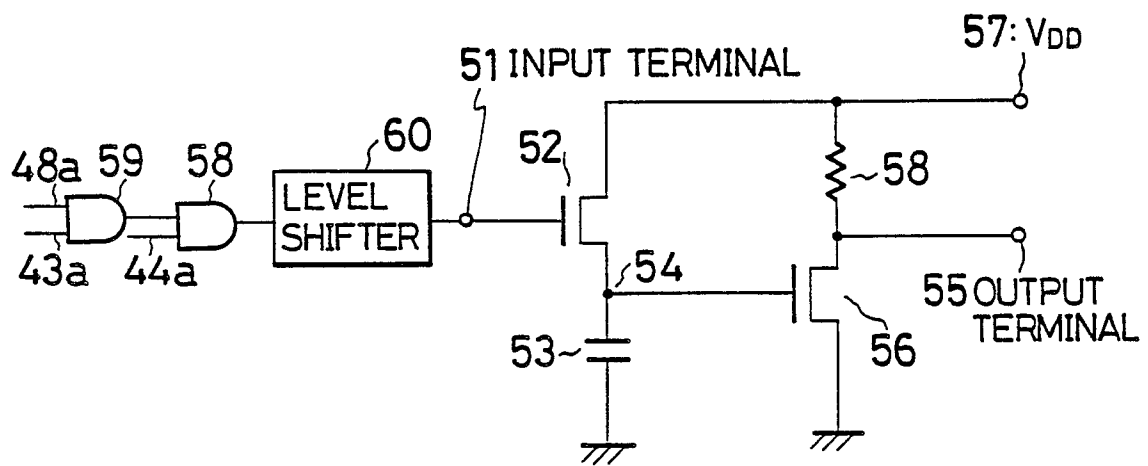 57: VDD
51 INPUT TERMINAL
52
60
48a
59
58
LEVEL
SHIFTER
58
43a
44a
54
55 OUTPUT
TERMINAL
53
56